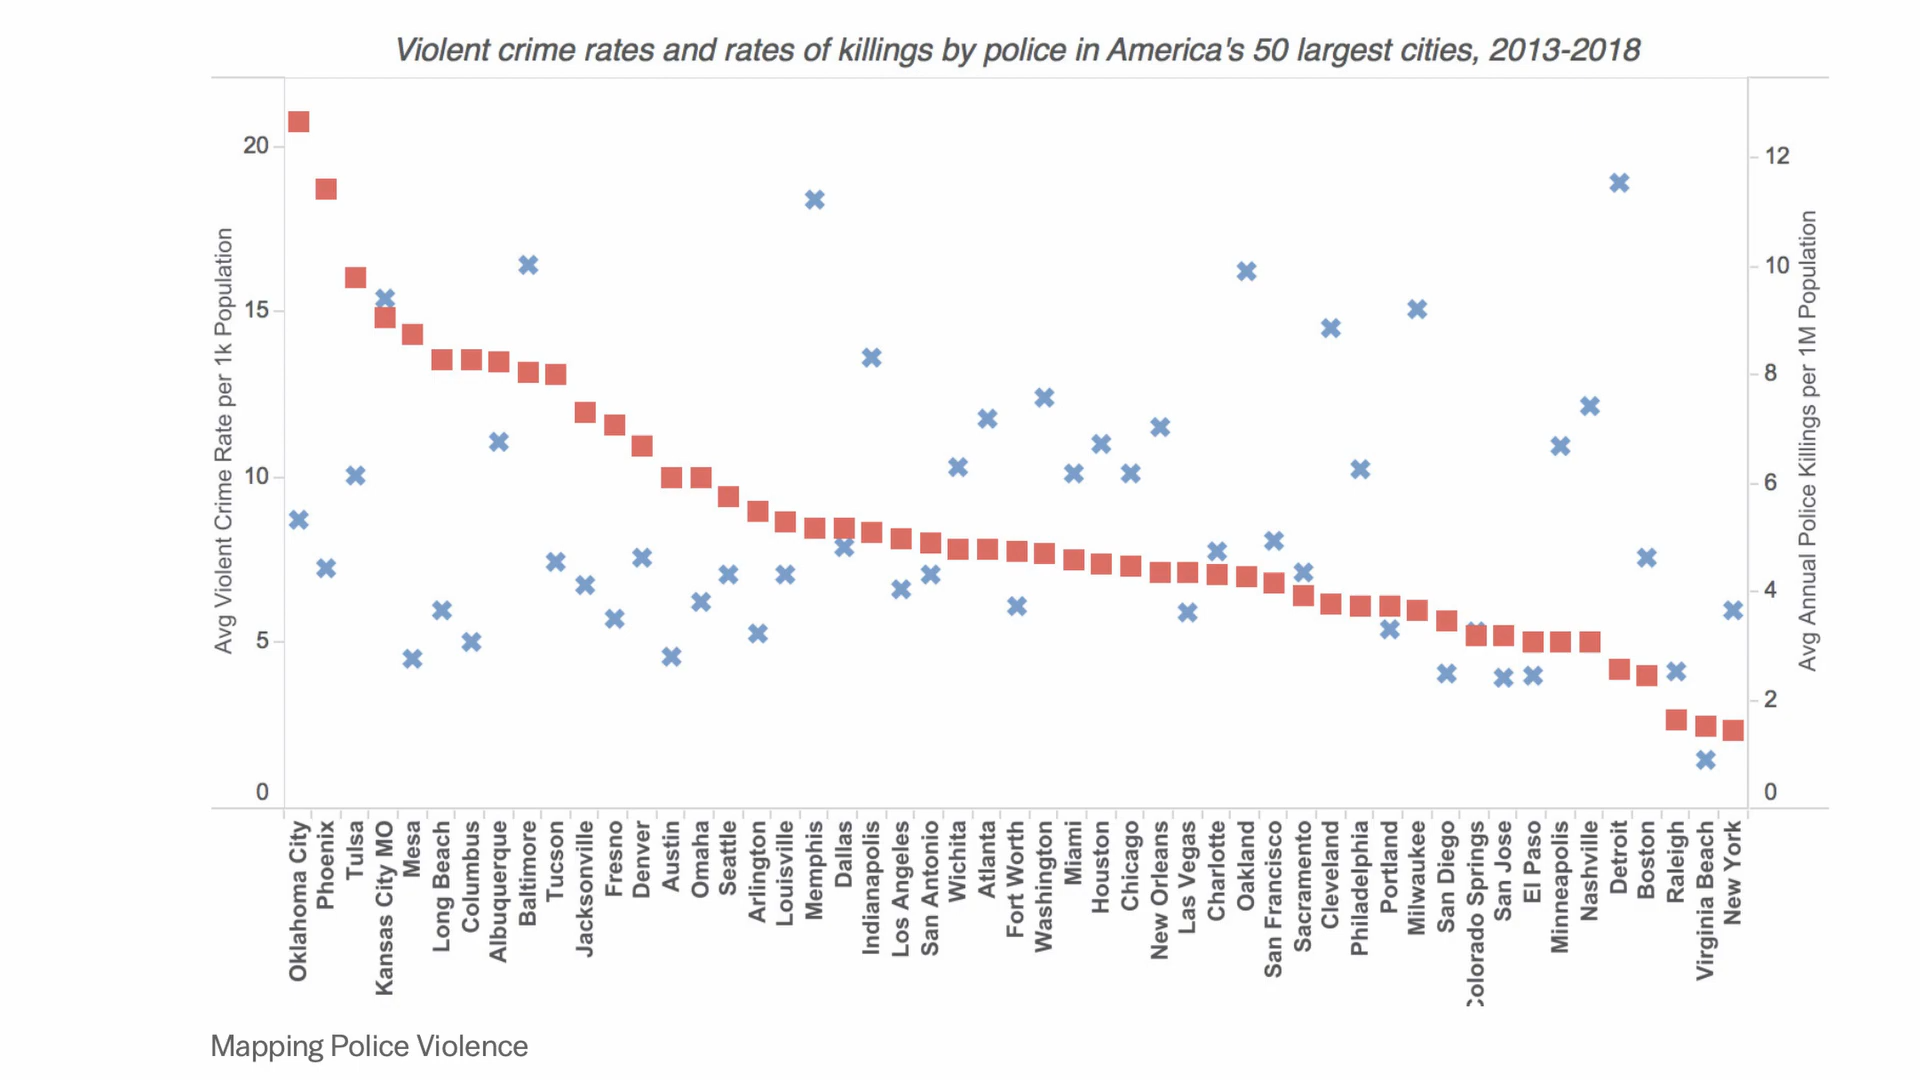 Violent crime rates and rates of killings by police in America's 50 largest cities, 2013-2018
Avg Violent Crime Rate per 1k Population
20
15
10
5
0
12
10
8
6
4
2
0
Avg Annual Police Killings per 1M Population
Oklahoma City
Phoenix
Tulsa
Kansas City MO
Mesa
Long Beach
Columbus
Albuquerque
Baltimore
Tucson
Jacksonville
Fresno
Denver
Austin
Omaha
Seattle
Arlington
Louisville
Memphis
Dallas
Indianapolis
Los Angeles
San Antonio
Wichita
Atlanta
Fort Worth
Washington
Miami
Houston
Chicago
New Orleans
Las Vegas
Charlotte
Oakland
San Francisco
Sacramento
Cleveland
Philadelphia
Portland
Milwaukee
San Diego
Colorado Springs
San Jose
El Paso
Minneapolis
Nashville
Detroit
Boston
Raleigh
Virginia Beach
New York
Mapping Police Violence